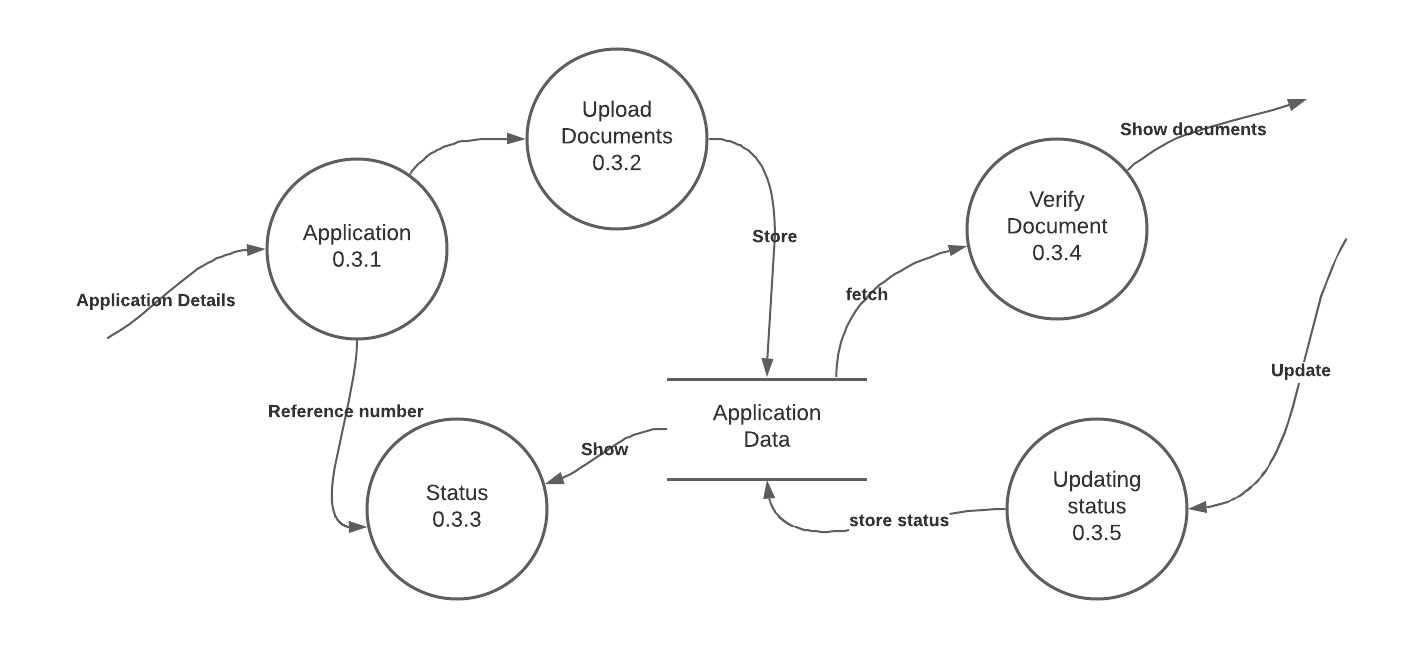 Upload
Documents
0.3.2
Show documents
Verify
Document
0.3.4
Application
0.3.1
Store
Application Details
fetch
Update
Reference number
Application
Data
Show
Status
0.3.3
store status
Updating
status
0.3.5